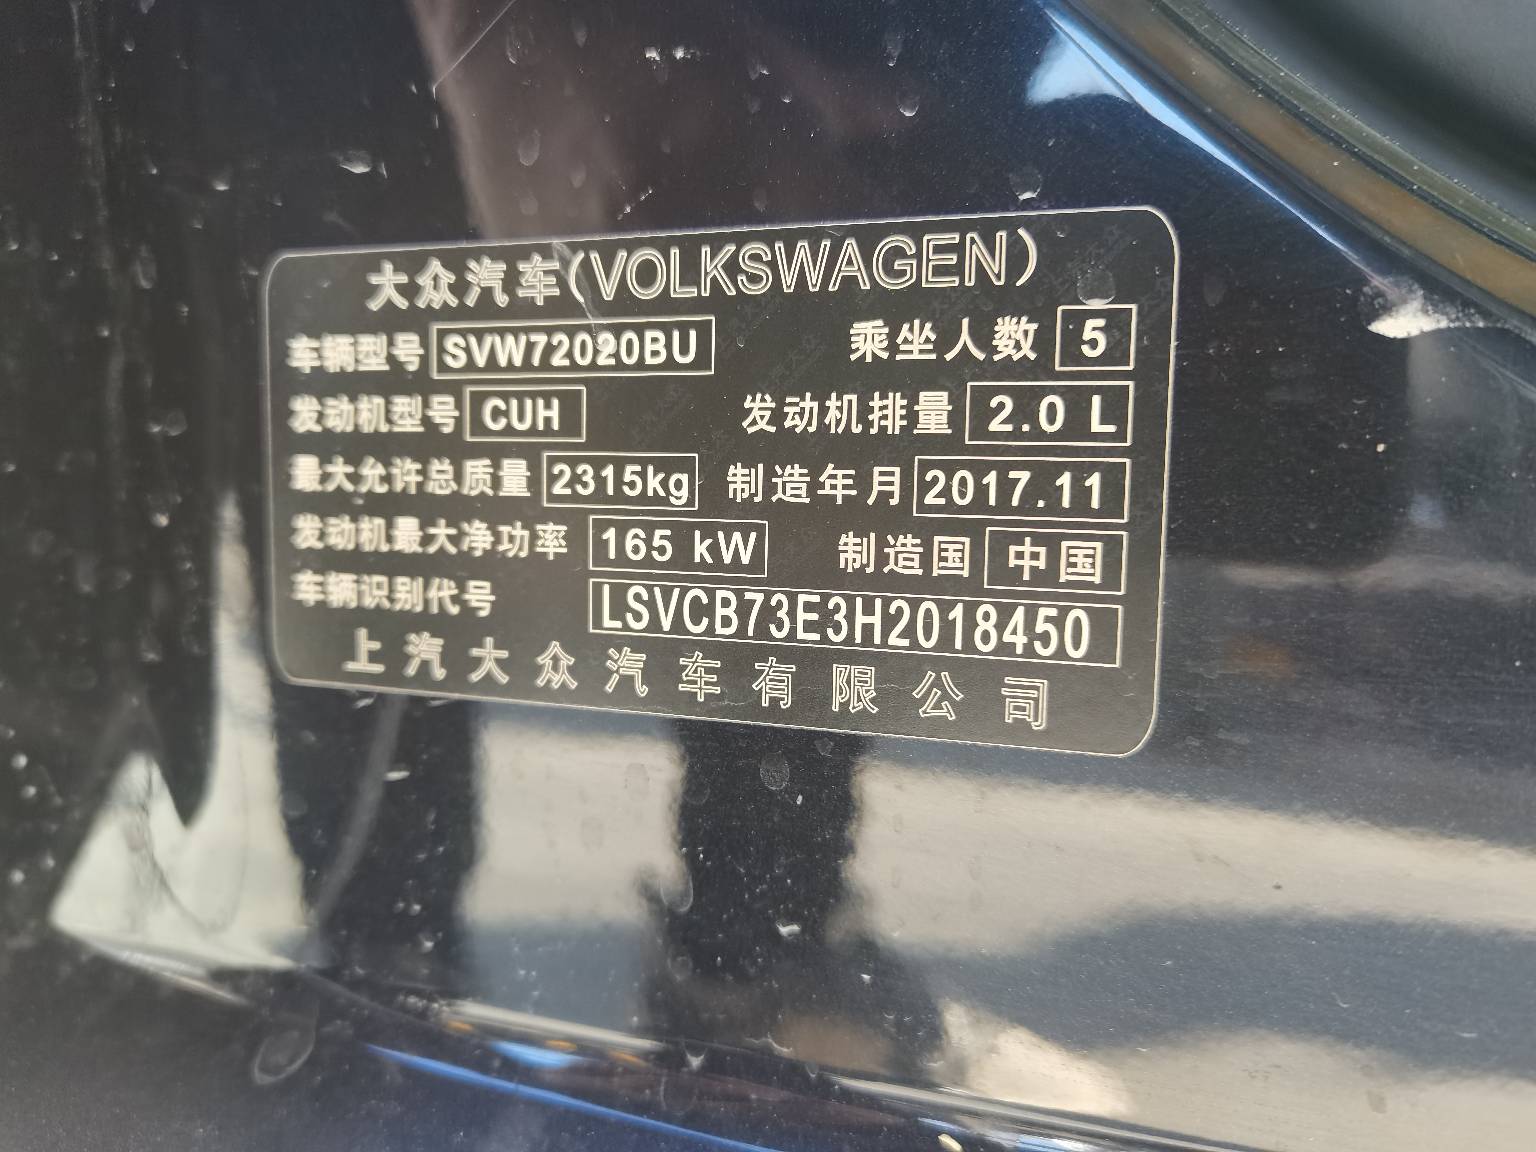 大众汽车(VOLKSWAGEN)
车辆型号 SVW72020BU 乘坐人数 5
发动机型号 CUH 发动机排量 2.0 L
最大允许总质量 2315kg 制造年月 2017.11
发动机最大净功率 165 kW 制造国 中国
车辆识别代号 LSVCB73E3H2018450
上汽大众汽车有限公司